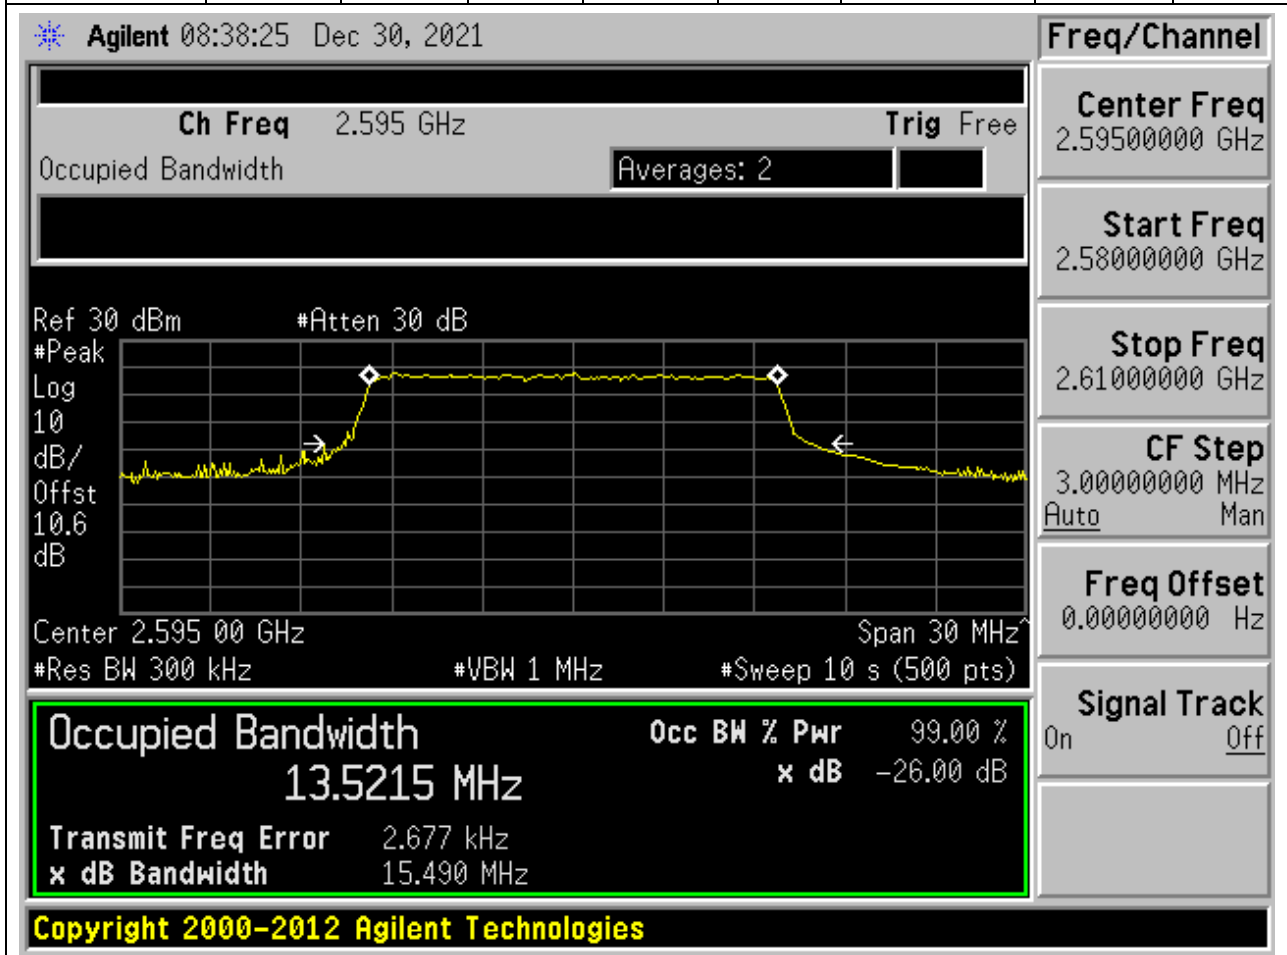 Agilent 08:38:25 Dec 30, 2021
Freq/Channel
Ch Freq 2.595 GHz Trig Free
Occupied Bandwidth Averages: 2
Center Freq
2.59500000 GHz
Start Freq
2.58000000 GHz
Stop Freq
2.61000000 GHz
CF Step
3.00000000 MHz
Auto Man
Freq Offset
0.00000000 Hz
Signal Track
On Off
Ref 30 dBm #Atten 30 dB
#Peak
Log
10
dB/
Offst
10.6
dB
Center 2.595 00 GHz Span 30 MHz^
#Res BW 300 kHz #VBW 1 MHz #Sweep 10 s (500 pts)
Occupied Bandwidth Occ BW % Pwr 99.00 %
13.5215 MHz x dB -26.00 dB
Transmit Freq Error 2.677 kHz
x dB Bandwidth 15.490 MHz
Copyright 2000-2012 Agilent Technologies